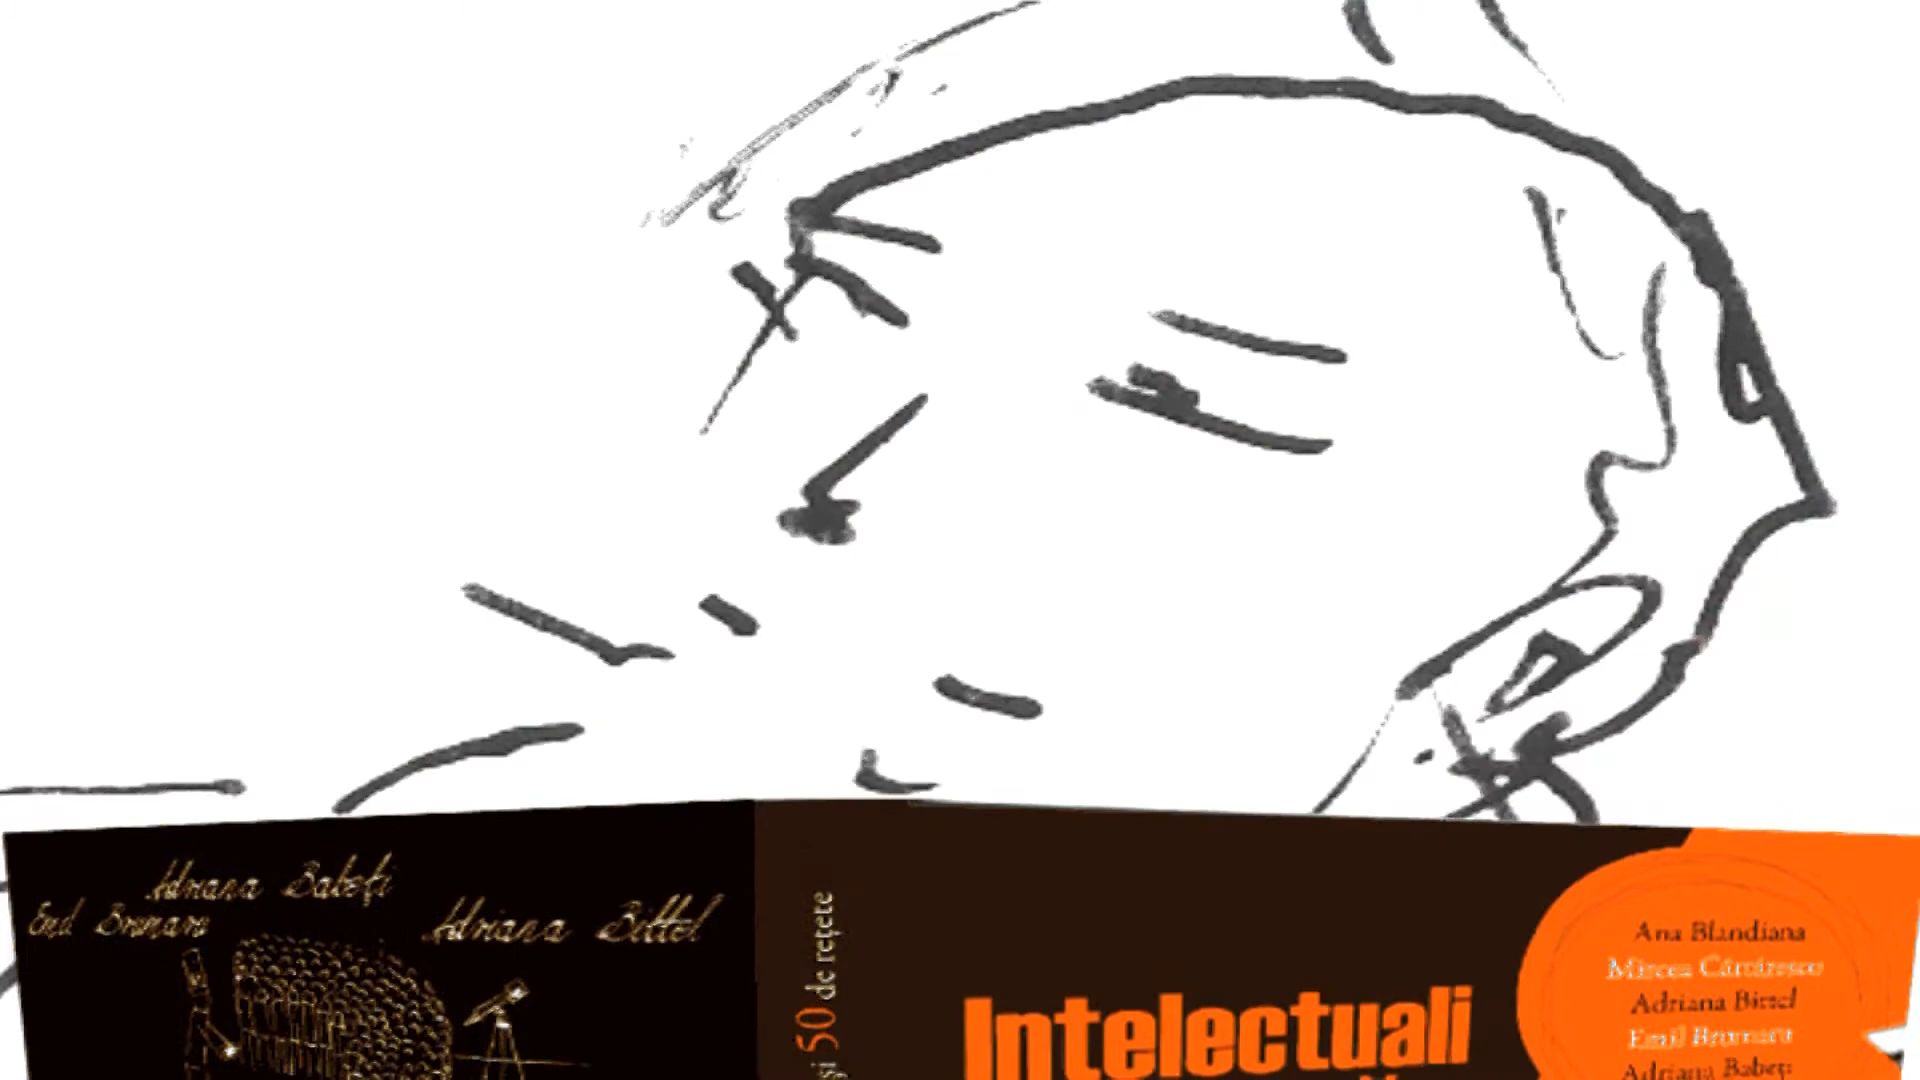 Adriana Babeți
Emil Brumaru
Adriana Bittel
și 50 de rețete
Intelectuali
Ana Blandiana
Mircea Cărtărescu
Adriana Bittel
Emil Brumaru
Adriana Babeți